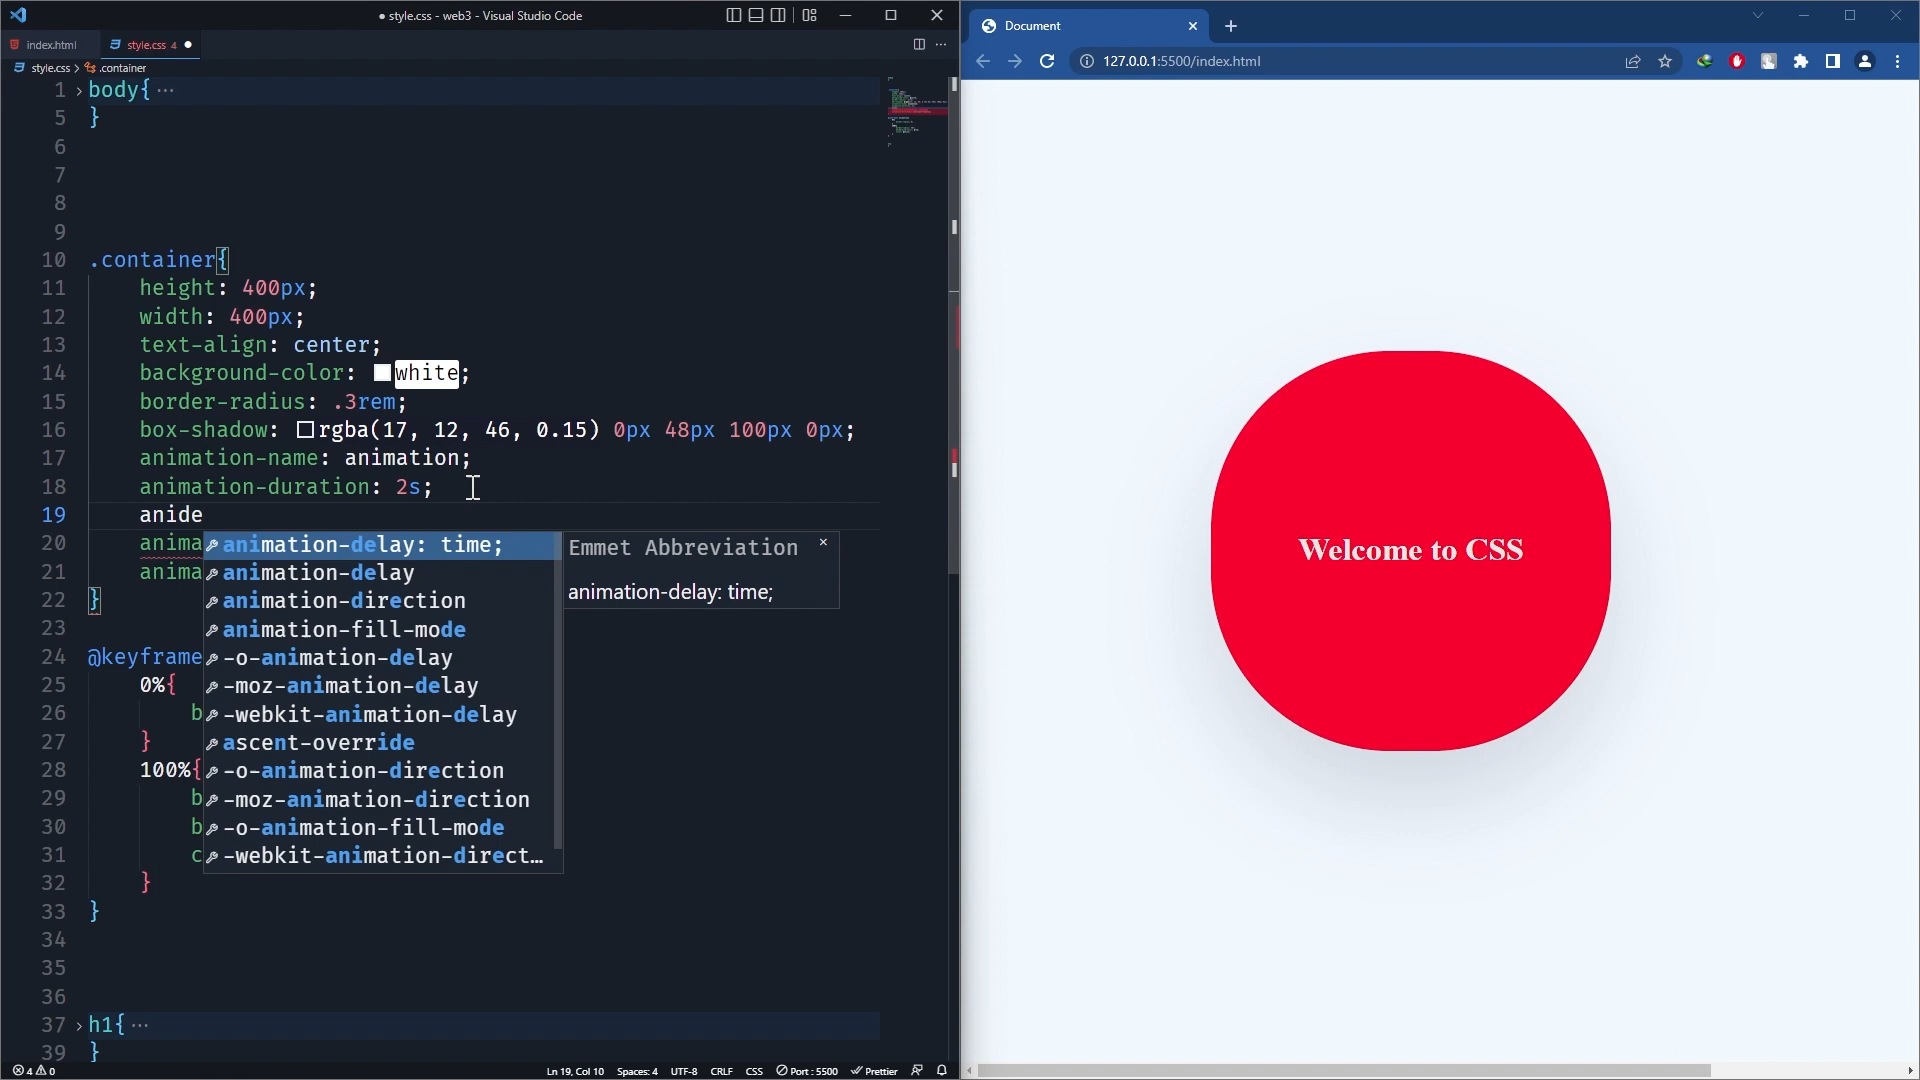 ● style.css - web3 - Visual Studio Code
index.html
style.css 4 ●
style.css > .container
1 body{ ···
5 }
6
7
8
9
10 .container{
11 height: 400px;
12 width: 400px;
13 text-align: center;
14 background-color: white;
15 border-radius: .3rem;
16 box-shadow: rgba(17, 12, 46, 0.15) 0px 48px 100px 0px;
17 animation-name: animation;
18 animation-duration: 2s;
19 anide
20 anima
21 anima
22 }
23
24 @keyframe
25 0%{
26 b
27 }
28 100%{
29 b
30 b
31 c
32 }
33 }
34
35
36
37 h1{ ···
39 }
animation-delay: time;
animation-delay
animation-direction
animation-fill-mode
-o-animation-delay
-moz-animation-delay
-webkit-animation-delay
ascent-override
-o-animation-direction
-moz-animation-direction
-o-animation-fill-mode
-webkit-animation-direct…
Emmet Abbreviation
animation-delay: time;
4 0
Ln 19, Col 10 Spaces: 4 UTF-8 CRLF CSS Port : 5500 Prettier
Document
127.0.0.1:5500/index.html
Welcome to CSS